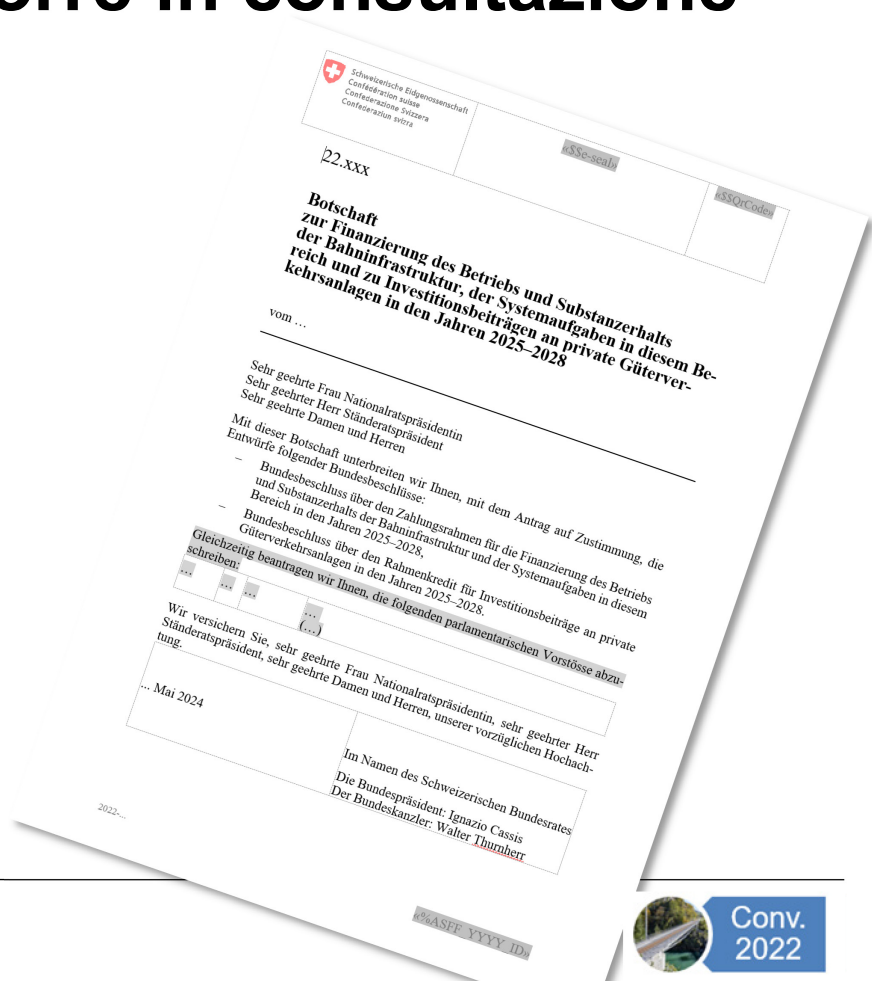 in consultazione
Schweizerische Eidgenossenschaft
Confédération suisse
Confederazione Svizzera
Confederaziun svizra
«$$e-seal»
«$$QrCode»
22.xxx
Botschaft
zur Finanzierung des Betriebs und Substanzerhalts
der Bahninfrastruktur, der Systemaufgaben in diesem Be-
reich und zu Investitionsbeiträgen an private Güterver-
kehrsanlagen in den Jahren 2025–2028
vom …
Sehr geehrte Frau Nationalratspräsidentin
Sehr geehrter Herr Ständeratspräsident
Sehr geehrte Damen und Herren
Mit dieser Botschaft unterbreiten wir Ihnen, mit dem Antrag auf Zustimmung, die
Entwürfe folgender Bundesbeschlüsse:
– Bundesbeschluss über den Zahlungsrahmen für die Finanzierung des Betriebs
und Substanzerhalts der Bahninfrastruktur und der Systemaufgaben in diesem
Bereich in den Jahren 2025–2028,
– Bundesbeschluss über den Rahmenkredit für Investitionsbeiträge an private
Güterverkehrsanlagen in den Jahren 2025–2028.
Gleichzeitig beantragen wir Ihnen, die folgenden parlamentarischen Vorstösse abzu-
schreiben:
… … … …
(…)
Wir versichern Sie, sehr geehrte Frau Nationalratspräsidentin, sehr geehrter Herr
Ständeratspräsident, sehr geehrte Damen und Herren, unserer vorzüglichen Hochach-
tung.
... Mai 2024
Im Namen des Schweizerischen Bundesrates
Die Bundespräsident: Ignazio Cassis
Der Bundeskanzler: Walter Thurnherr
2022-...
«%ASFF_YYYY_ID»
Conv.
2022